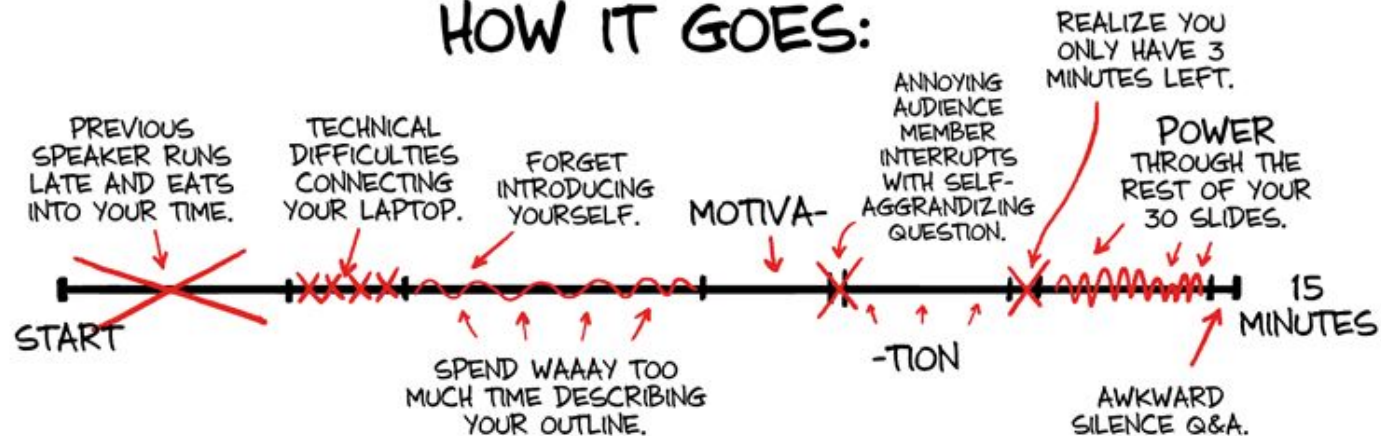 HOW IT GOES:
PREVIOUS
SPEAKER RUNS
LATE AND EATS
INTO YOUR TIME.
TECHNICAL
DIFFICULTIES
CONNECTING
YOUR LAPTOP.
FORGET
INTRODUCING
YOURSELF.
SPEND WAAAY TOO
MUCH TIME DESCRIBING
YOUR OUTLINE.
MOTIVA-
ANNOYING
AUDIENCE
MEMBER
INTERRUPTS
WITH SELF-
AGGRANDIZING
QUESTION.
-TION
REALIZE YOU
ONLY HAVE 3
MINUTES LEFT.
POWER
THROUGH THE
REST OF YOUR
30 SLIDES.
AWKWARD
SILENCE Q&A.
START
15
MINUTES